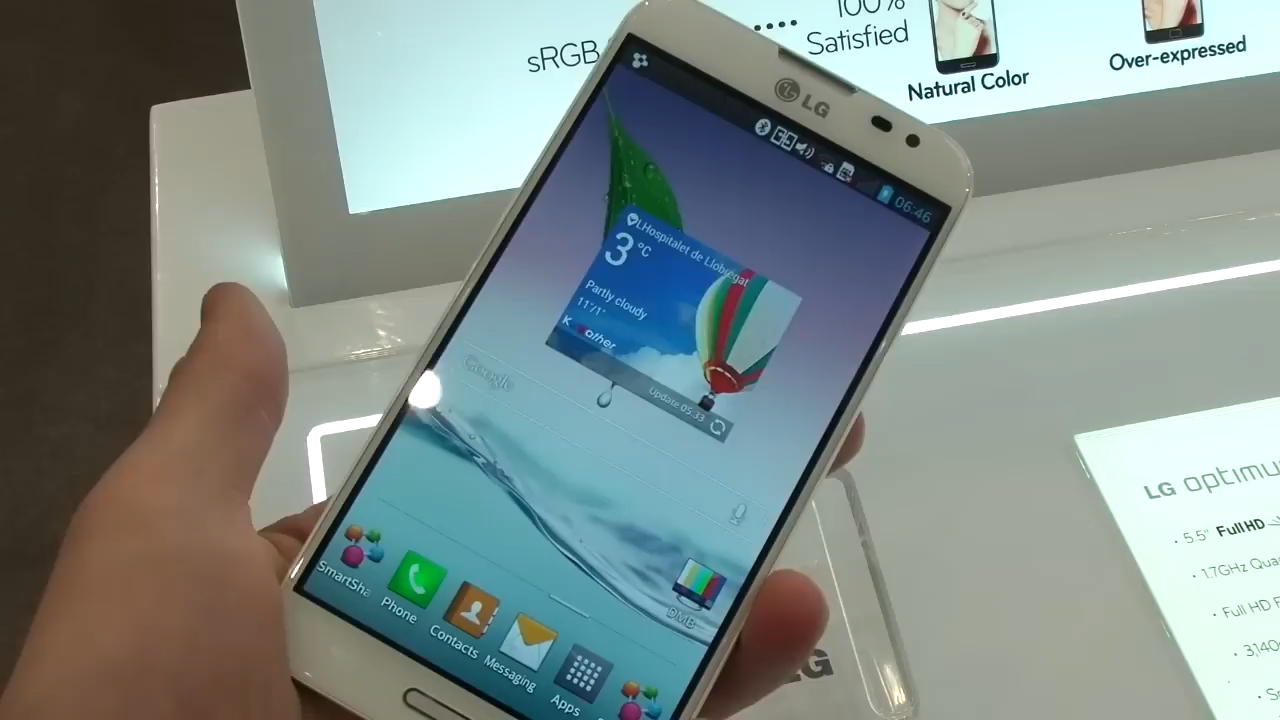 100%
Satisfied
sRGB
Natural Color
Over-expressed
LG
06:46
LHospitalet de Llobregat
3 °C
Partly cloudy
11°/1°
Update 05:33
Google
DMB
SmartSha
Phone
Contacts
Messaging
Apps
LG
LG optimu
· 5.5" Full HD
· 1.7GHz Qua
· Full HD
· 3,140